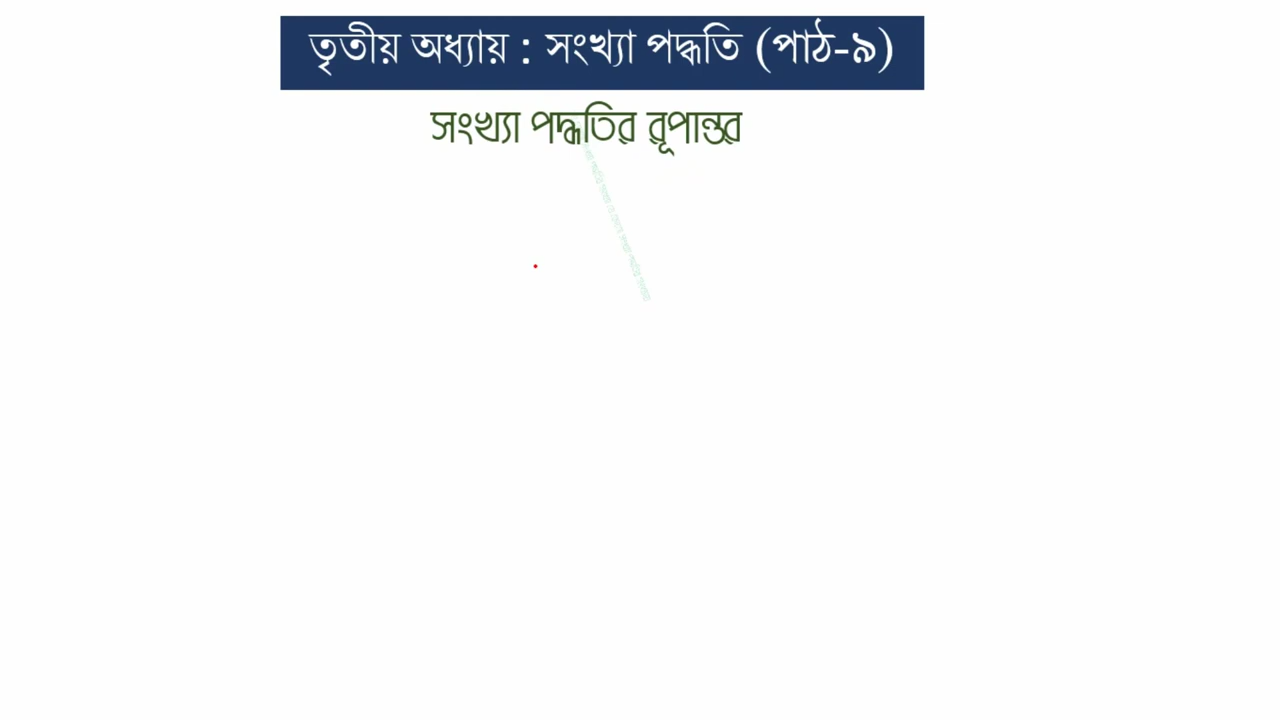 তৃতীয় অধ্যায় : সংখ্যা পদ্ধতি (পাঠ-৯)
সংখ্যা পদ্ধতির রূপান্তর